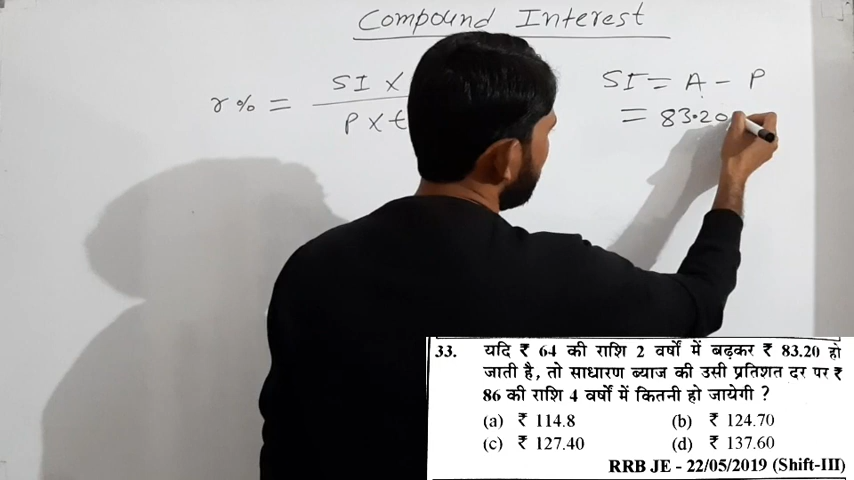 Compound Interest
r% = SI X
P X t
SI = A - P
= 83.20
33. यदि ₹ 64 की राशि 2 वर्षों में बढ़कर ₹ 83.20 हो
जाती है, तो साधारण ब्याज की उसी प्रतिशत दर पर ₹
86 की राशि 4 वर्षों में कितनी हो जायेगी ?
(a) ₹ 114.8 (b) ₹ 124.70
(c) ₹ 127.40 (d) ₹ 137.60
RRB JE - 22/05/2019 (Shift-III)